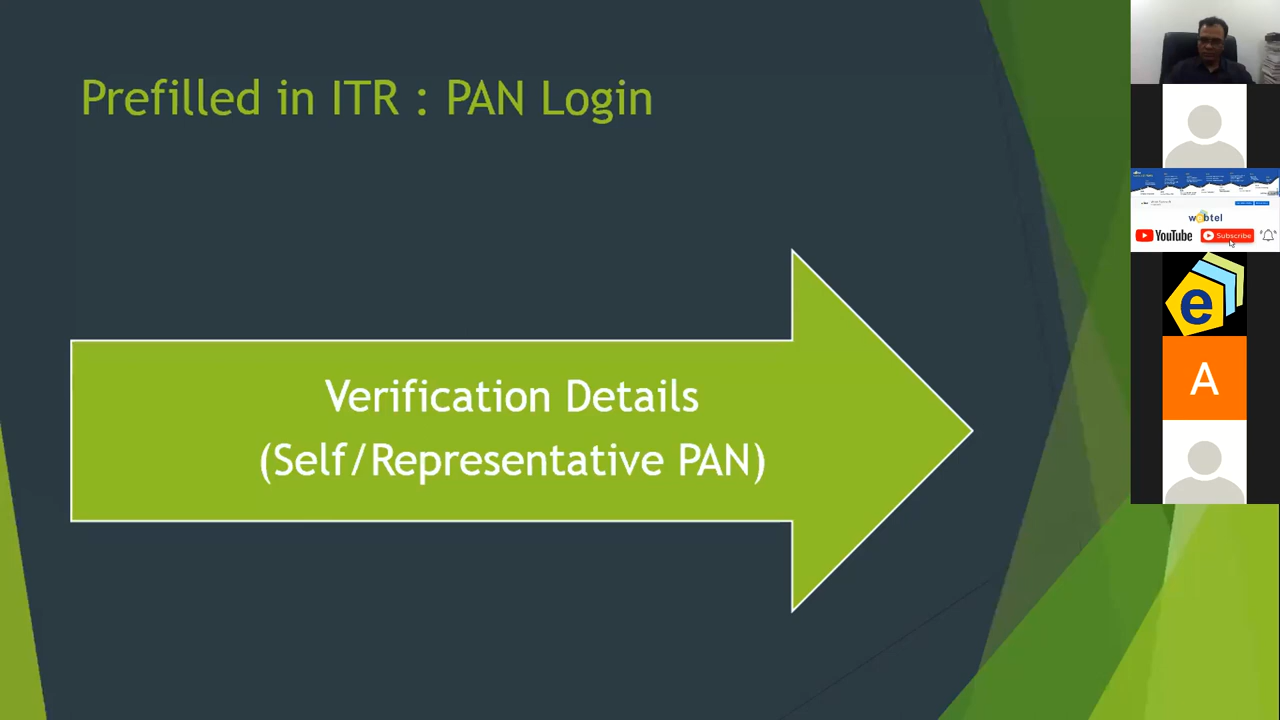 Prefilled in ITR : PAN Login
Verification Details
(Self/Representative PAN)
webtel
YouTube
Subscribe
e
A